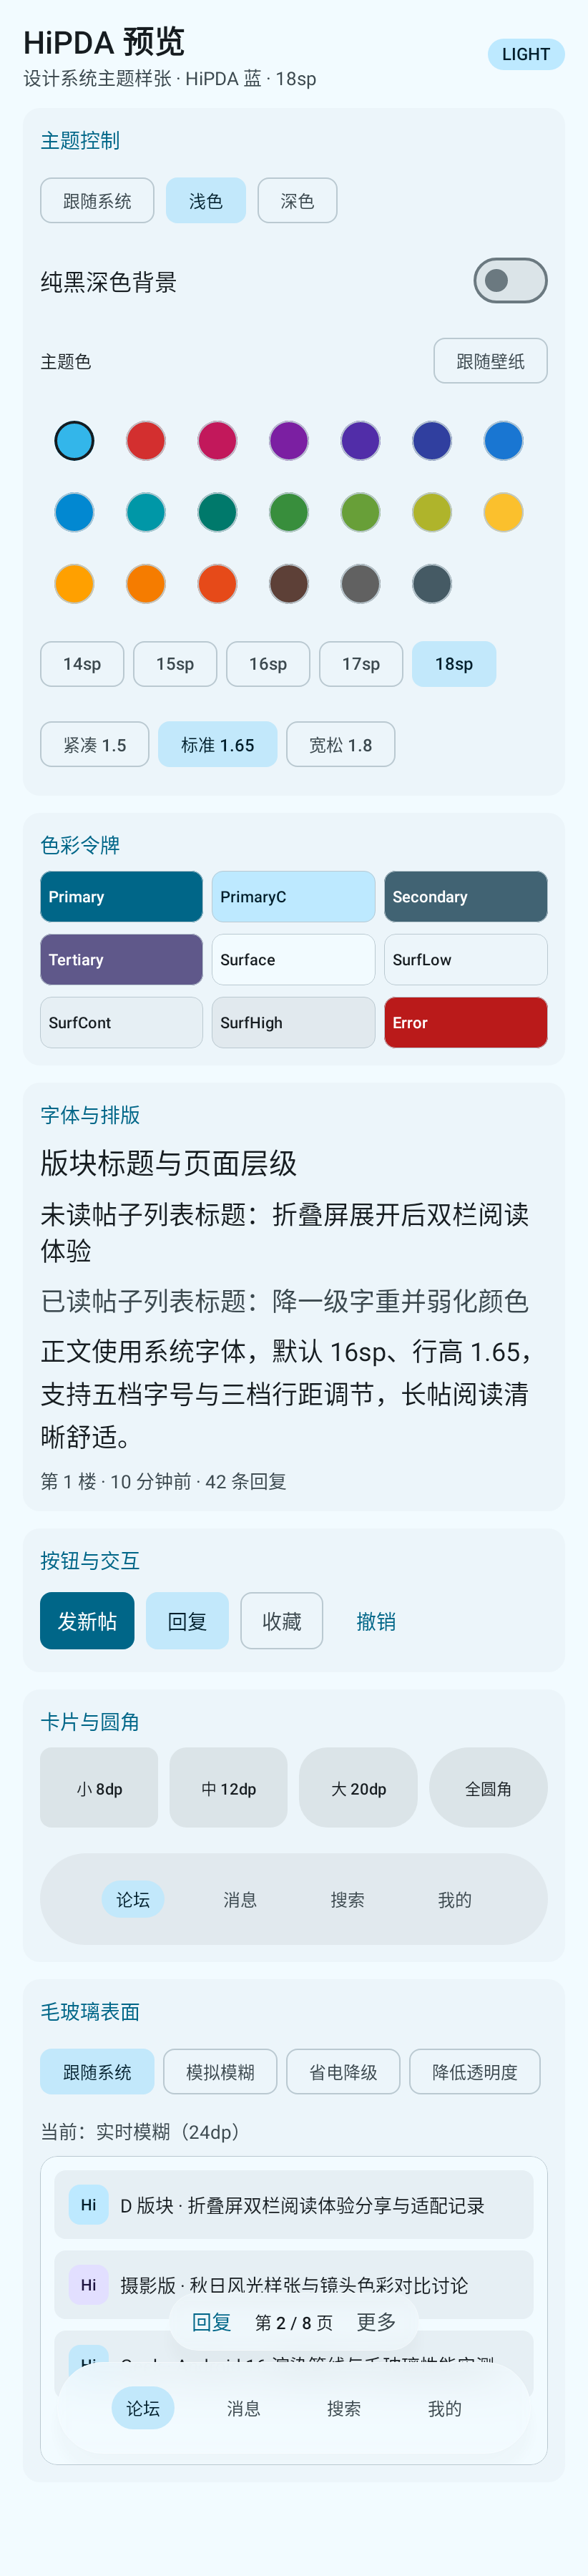 HiPDA 预览
LIGHT
设计系统主题样张 · HiPDA 蓝 · 18sp
主题控制
跟随系统
浅色
深色
纯黑深色背景
主题色
跟随壁纸
14sp
15sp
16sp
17sp
18sp
紧凑 1.5
标准 1.65
宽松 1.8
色彩令牌
Primary
PrimaryC
Secondary
Tertiary
Surface
SurfLow
SurfCont
SurfHigh
Error
字体与排版
版块标题与页面层级
未读帖子列表标题：折叠屏展开后双栏阅读
体验
已读帖子列表标题：降一级字重并弱化颜色
正文使用系统字体，默认 16sp、行高 1.65，
支持五档字号与三档行距调节，长帖阅读清
晰舒适。
第 1 楼 · 10 分钟前 · 42 条回复
按钮与交互
发新帖
回复
收藏
撤销
卡片与圆角
小 8dp
中 12dp
大 20dp
全圆角
论坛
消息
搜索
我的
毛玻璃表面
跟随系统
模拟模糊
省电降级
降低透明度
当前：实时模糊（24dp）
Hi
D 版块 · 折叠屏双栏阅读体验分享与适配记录
Hi
摄影版 · 秋日风光样张与镜头色彩对比讨论
回复
第 2 / 8 页
更多
Hi
论坛
消息
搜索
我的